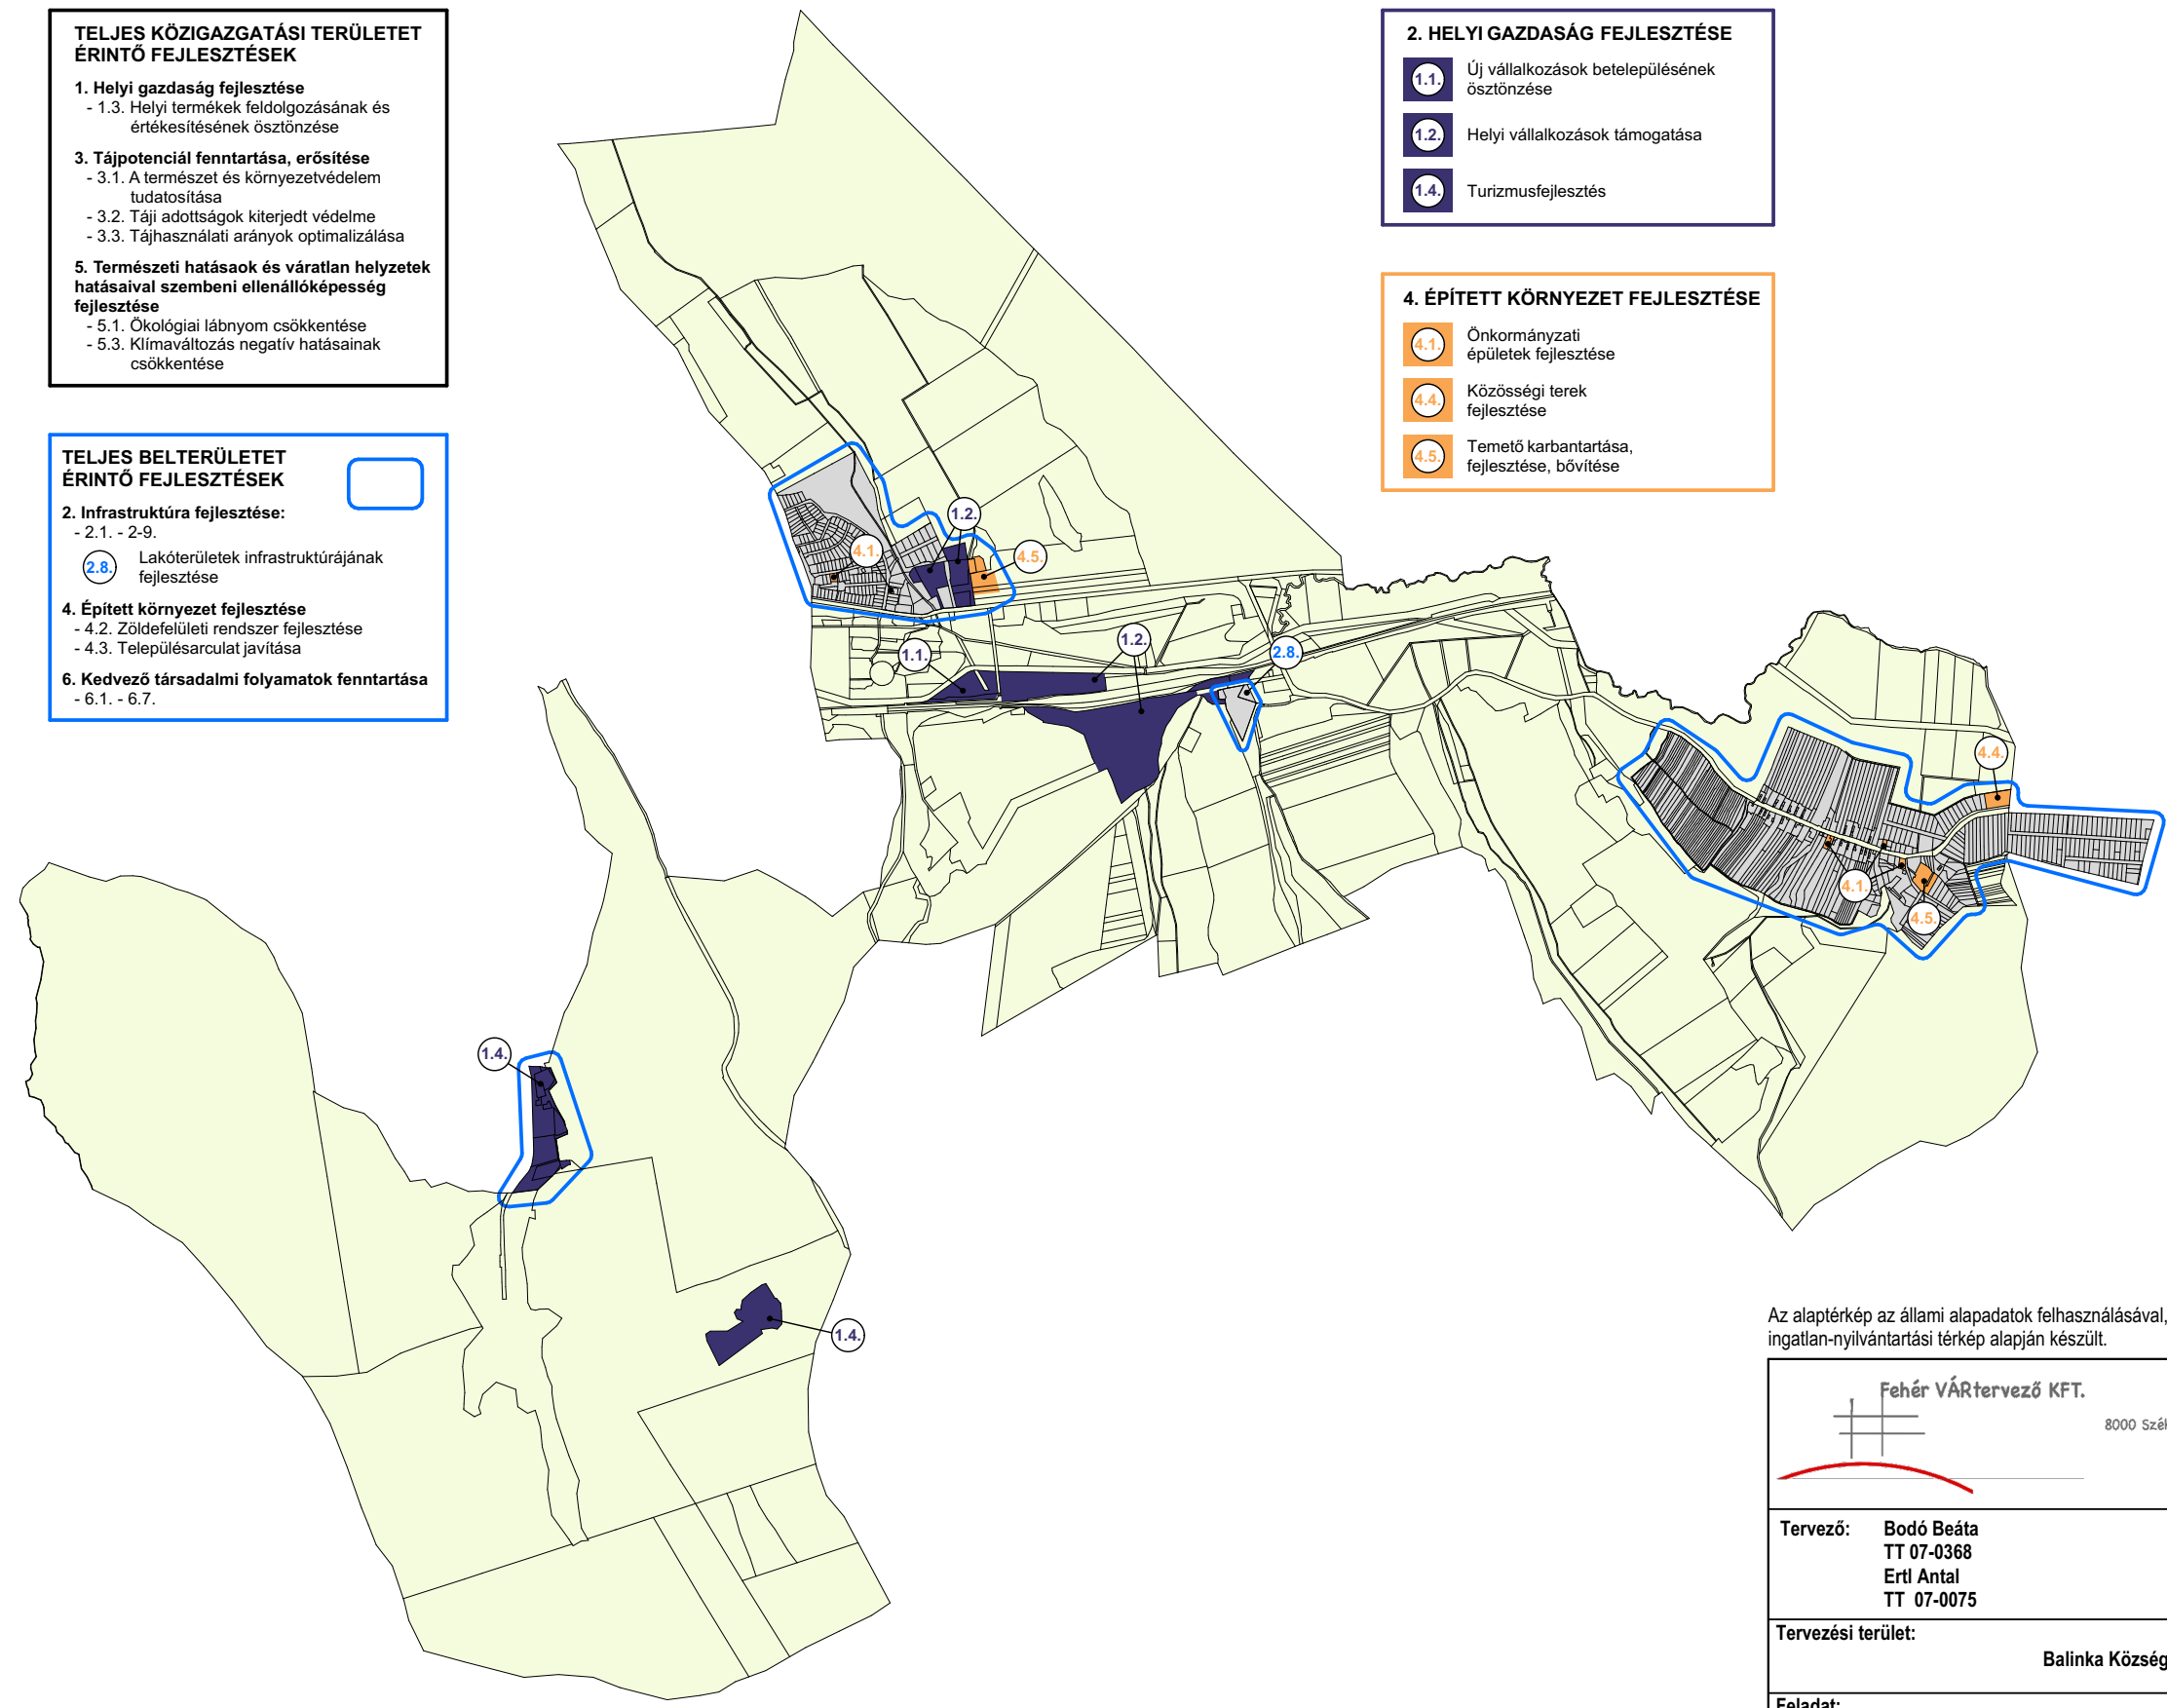 TELJES KÖZIGAZGATÁSI TERÜLETET
ÉRINTŐ FEJLESZTÉSEK
1. Helyi gazdaság fejlesztése
- 1.3. Helyi termékek feldolgozásának és
értékesítésének ösztönzése
3. Tájpotenciál fenntartása, erősítése
- 3.1. A természet és környezetvédelem
tudatosítása
- 3.2. Táji adottságok kiterjedt védelme
- 3.3. Tájhasználati arányok optimalizálása
5. Természeti hatásaok és váratlan helyzetek
hatásaival szembeni ellenállóképesség
fejlesztése
- 5.1. Ökológiai lábnyom csökkentése
- 5.3. Klímaváltozás negatív hatásainak
csökkentése
TELJES BELTERÜLETET
ÉRINTŐ FEJLESZTÉSEK
2. Infrastruktúra fejlesztése:
- 2.1. - 2-9.
2.8. Lakóterületek infrastruktúrájának
fejlesztése
4. Épített környezet fejlesztése
- 4.2. Zöldefelületi rendszer fejlesztése
- 4.3. Településarculat javítása
6. Kedvező társadalmi folyamatok fenntartása
- 6.1. - 6.7.
2. HELYI GAZDASÁG FEJLESZTÉSE
1.1. Új vállalkozások betelepülésének
ösztönzése
1.2. Helyi vállalkozások támogatása
1.4. Turizmusfejlesztés
4. ÉPÍTETT KÖRNYEZET FEJLESZTÉSE
4.1. Önkormányzati
épületek fejlesztése
4.4. Közösségi terek
fejlesztése
4.5. Temető karbantartása,
fejlesztése, bővítése
1.2.
4.1.
4.5.
1.2.
1.1.
2.8.
4.4.
4.1.
4.5.
1.4.
1.4.
Az alaptérkép az állami alapadatok felhasználásával,
ingatlan-nyilvántartási térkép alapján készült.
Fehér VÁRtervező KFT.
8000 Szék
Tervező: Bodó Beáta
TT 07-0368
Ertl Antal
TT 07-0075
Tervezési terület:
Balinka Község
Feladat: